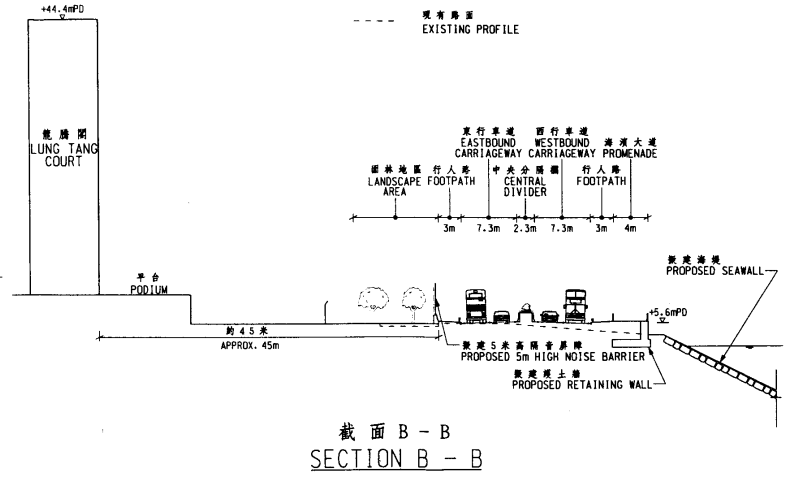 +44.4mPD
現有路面
EXISTING PROFILE
龍騰閣
LUNG TANG
COURT
東行車道
EASTBOUND
CARRIAGEWAY
西行車道
WESTBOUND
CARRIAGEWAY
海濱大道
PROMENADE
園林地區
LANDSCAPE
AREA
行人路
FOOTPATH
中央分隔欄
CENTRAL
DIVIDER
行人路
FOOTPATH
3m 7.3m 2.3m 7.3m 3m 4m
擬建海堤
PROPOSED SEAWALL
平台
PODIUM
+5.6mPD
約45米
APPROX. 45m
擬建5米高隔音屏障
PROPOSED 5m HIGH NOISE BARRIER
擬建護土牆
PROPOSED RETAINING WALL
截面 B - B
SECTION B - B